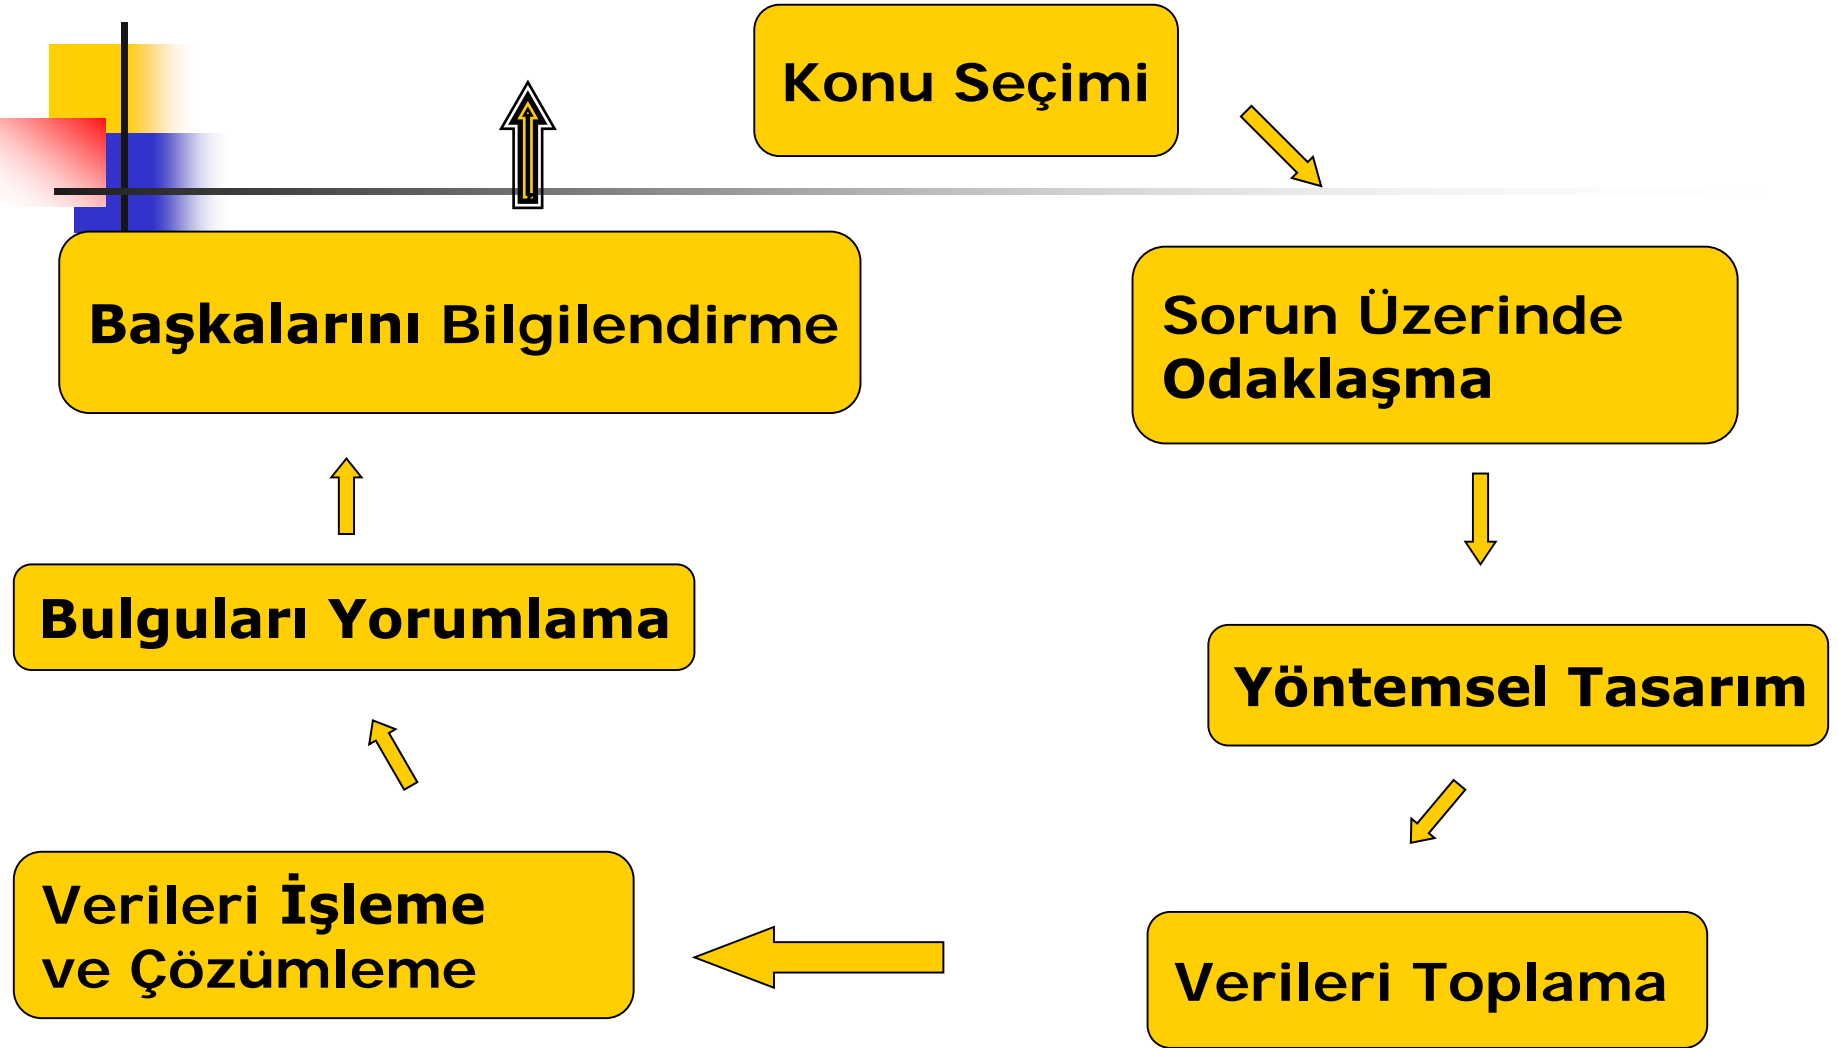 Konu Seçimi
Başkalarını Bilgilendirme
Sorun Üzerinde
Odaklaşma
Bulguları Yorumlama
Yöntemsel Tasarım
Verileri İşleme
ve Çözümleme
Verileri Toplama